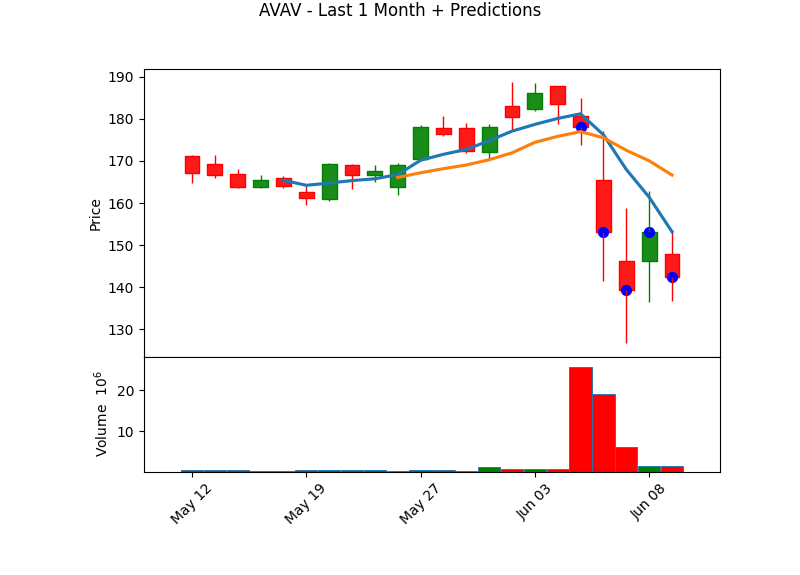 AVAV - Last 1 Month + Predictions
190
180
170
160
150
140
130
Price
20
10
Volume 10^6
May 12
May 19
May 27
Jun 03
Jun 08